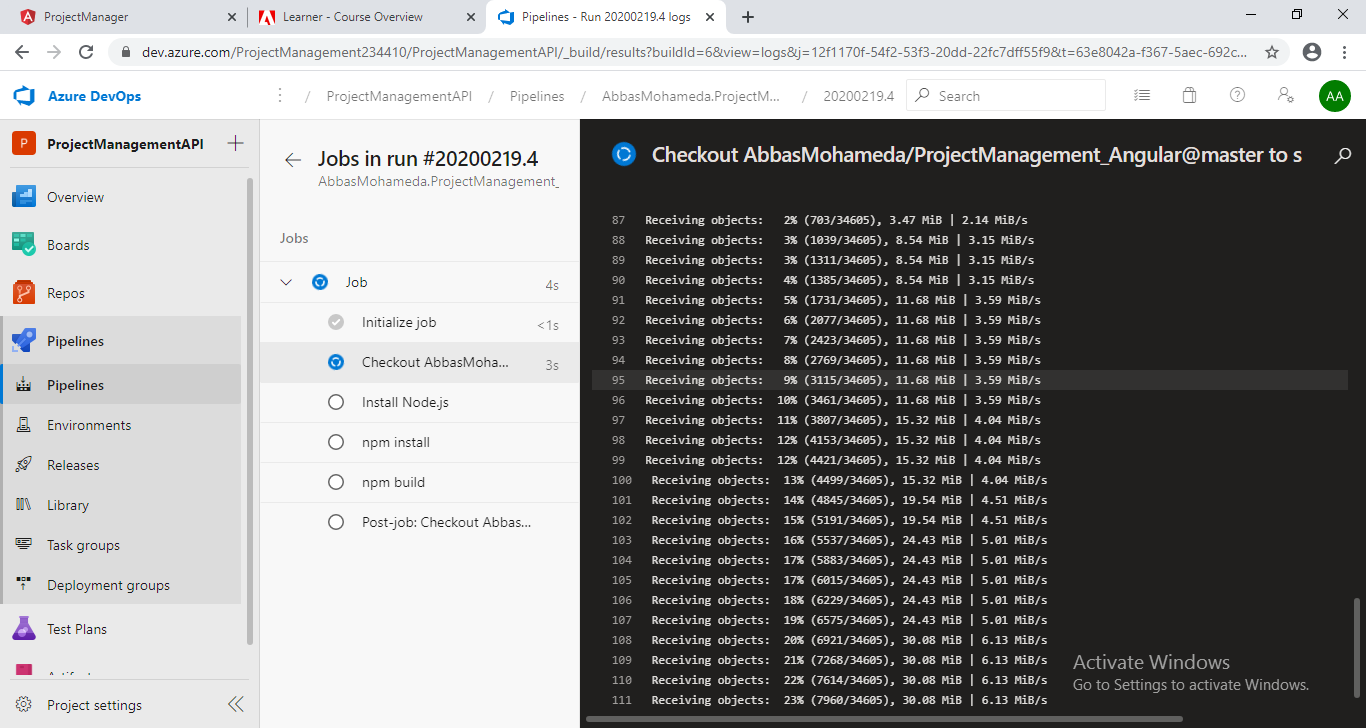 ProjectManager
Learner - Course Overview
Pipelines - Run 20200219.4 logs
dev.azure.com/ProjectManagement234410/ProjectManagementAPI/_build/results?buildId=6&view=logs&j=12f1170f-54f2-53f3-20dd-22fc7dff55f9&t=63e8042a-f367-5aec-692c...
Azure DevOps
/ ProjectManagementAPI / Pipelines / AbbasMohameda.ProjectM... / 20200219.4
Search
AA
P ProjectManagementAPI
Overview
Boards
Repos
Pipelines
Pipelines
Environments
Releases
Library
Task groups
Deployment groups
Test Plans
Project settings
Jobs in run #20200219.4
AbbasMohameda.ProjectManagement_
Jobs
Job 4s
Initialize job <1s
Checkout AbbasMoha... 3s
Install Node.js
npm install
npm build
Post-job: Checkout Abbas...
Checkout AbbasMohameda/ProjectManagement_Angular@master to s
87 Receiving objects: 2% (703/34605), 3.47 MiB | 2.14 MiB/s
88 Receiving objects: 3% (1039/34605), 8.54 MiB | 3.15 MiB/s
89 Receiving objects: 3% (1311/34605), 8.54 MiB | 3.15 MiB/s
90 Receiving objects: 4% (1385/34605), 8.54 MiB | 3.15 MiB/s
91 Receiving objects: 5% (1731/34605), 11.68 MiB | 3.59 MiB/s
92 Receiving objects: 6% (2077/34605), 11.68 MiB | 3.59 MiB/s
93 Receiving objects: 7% (2423/34605), 11.68 MiB | 3.59 MiB/s
94 Receiving objects: 8% (2769/34605), 11.68 MiB | 3.59 MiB/s
95 Receiving objects: 9% (3115/34605), 11.68 MiB | 3.59 MiB/s
96 Receiving objects: 10% (3461/34605), 11.68 MiB | 3.59 MiB/s
97 Receiving objects: 11% (3807/34605), 15.32 MiB | 4.04 MiB/s
98 Receiving objects: 12% (4153/34605), 15.32 MiB | 4.04 MiB/s
99 Receiving objects: 12% (4421/34605), 15.32 MiB | 4.04 MiB/s
100 Receiving objects: 13% (4499/34605), 15.32 MiB | 4.04 MiB/s
101 Receiving objects: 14% (4845/34605), 19.54 MiB | 4.51 MiB/s
102 Receiving objects: 15% (5191/34605), 19.54 MiB | 4.51 MiB/s
103 Receiving objects: 16% (5537/34605), 24.43 MiB | 5.01 MiB/s
104 Receiving objects: 17% (5883/34605), 24.43 MiB | 5.01 MiB/s
105 Receiving objects: 17% (6015/34605), 24.43 MiB | 5.01 MiB/s
106 Receiving objects: 18% (6229/34605), 24.43 MiB | 5.01 MiB/s
107 Receiving objects: 19% (6575/34605), 24.43 MiB | 5.01 MiB/s
108 Receiving objects: 20% (6921/34605), 30.08 MiB | 6.13 MiB/s
109 Receiving objects: 21% (7268/34605), 30.08 MiB | 6.13 MiB/s
110 Receiving objects: 22% (7614/34605), 30.08 MiB | 6.13 MiB/s
111 Receiving objects: 23% (7960/34605), 30.08 MiB | 6.13 MiB/s
Activate Windows
Go to Settings to activate Windows.